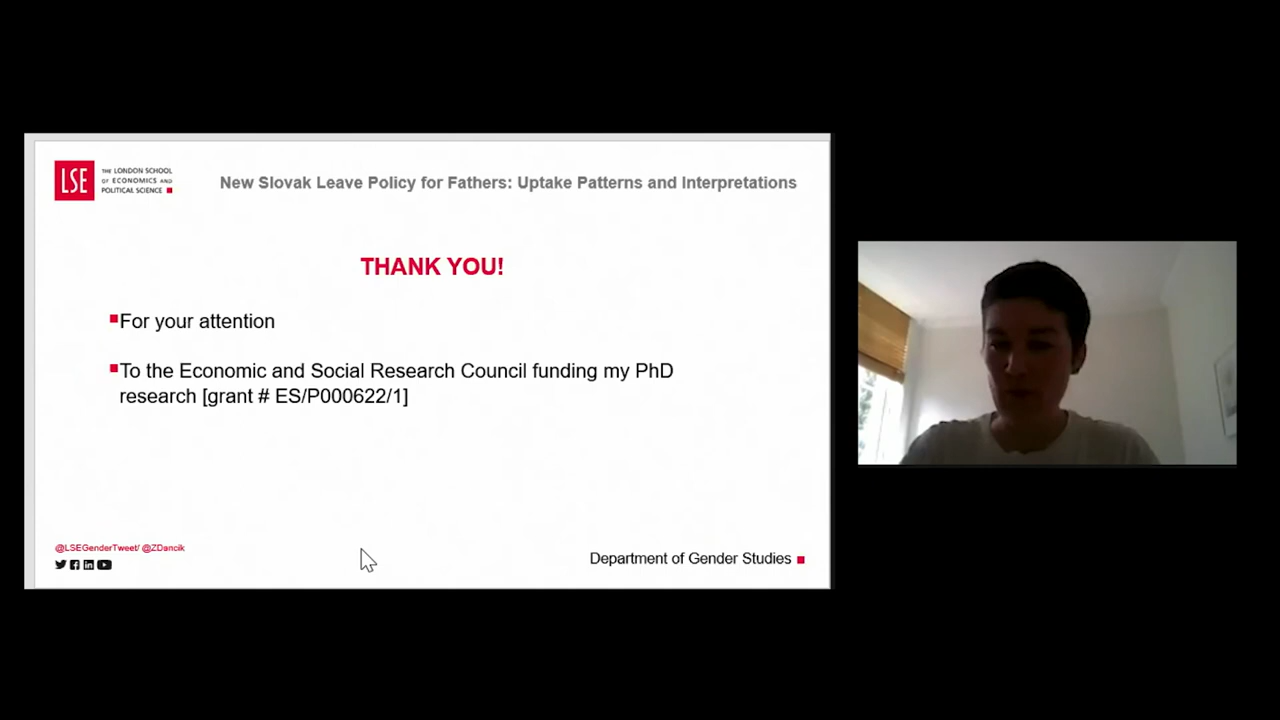 LSE
THE LONDON SCHOOL
OF ECONOMICS AND
POLITICAL SCIENCE
New Slovak Leave Policy for Fathers: Uptake Patterns and Interpretations
THANK YOU!
For your attention
To the Economic and Social Research Council funding my PhD
research [grant # ES/P000622/1]
@LSEGenderTweet/ @ZDancik
Department of Gender Studies